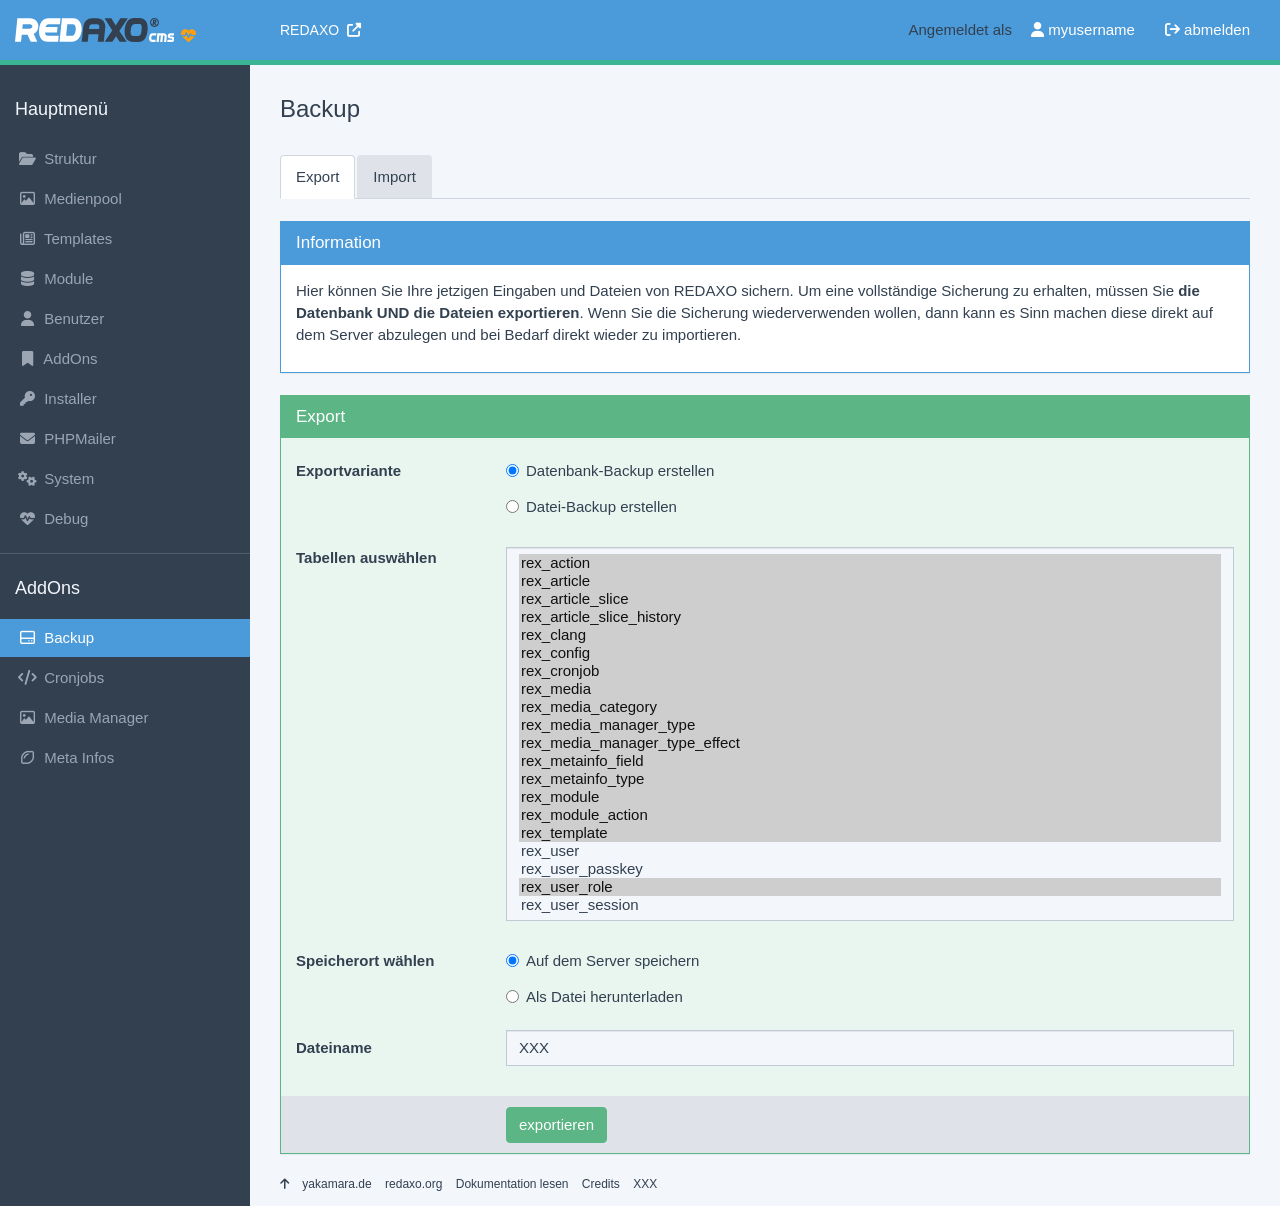 REDAXO® cms
REDAXO
Angemeldet als myusername abmelden
Hauptmenü
Struktur
Medienpool
Templates
Module
Benutzer
AddOns
Installer
PHPMailer
System
Debug
AddOns
Backup
Cronjobs
Media Manager
Meta Infos
Backup
Export Import
Information
Hier können Sie Ihre jetzigen Eingaben und Dateien von REDAXO sichern. Um eine vollständige Sicherung zu erhalten, müssen Sie die
Datenbank UND die Dateien exportieren. Wenn Sie die Sicherung wiederverwenden wollen, dann kann es Sinn machen diese direkt auf
dem Server abzulegen und bei Bedarf direkt wieder zu importieren.
Export
Exportvariante
Datenbank-Backup erstellen
Datei-Backup erstellen
Tabellen auswählen
rex_action
rex_article
rex_article_slice
rex_article_slice_history
rex_clang
rex_config
rex_cronjob
rex_media
rex_media_category
rex_media_manager_type
rex_media_manager_type_effect
rex_metainfo_field
rex_metainfo_type
rex_module
rex_module_action
rex_template
rex_user
rex_user_passkey
rex_user_role
rex_user_session
Speicherort wählen
Auf dem Server speichern
Als Datei herunterladen
Dateiname
XXX
exportieren
yakamara.de redaxo.org Dokumentation lesen Credits XXX